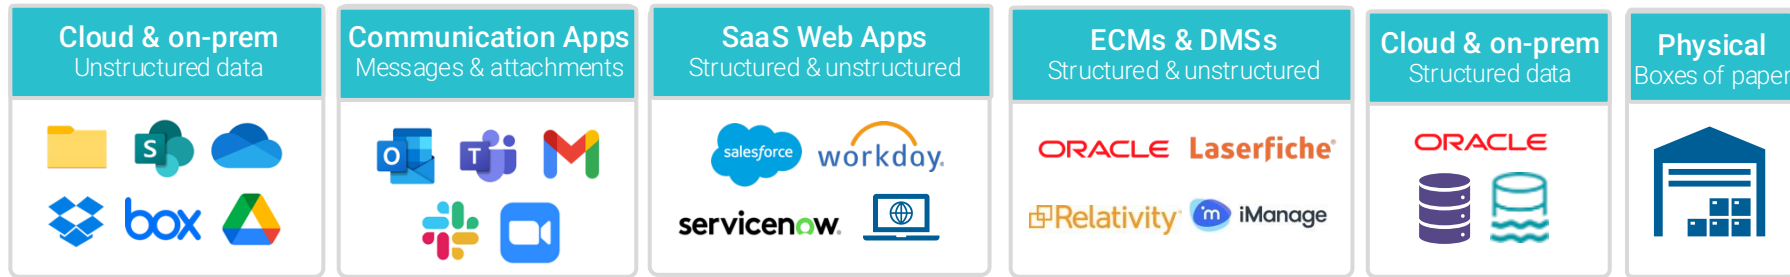 Cloud & on-prem
Unstructured data
box
Communication Apps
Messages & attachments
SaaS Web Apps
Structured & unstructured
salesforce
workday.
servicenow.
ECMs & DMSs
Structured & unstructured
ORACLE
Laserfiche®
Relativity
iManage
Cloud & on-prem
Structured data
ORACLE
Physical
Boxes of paper